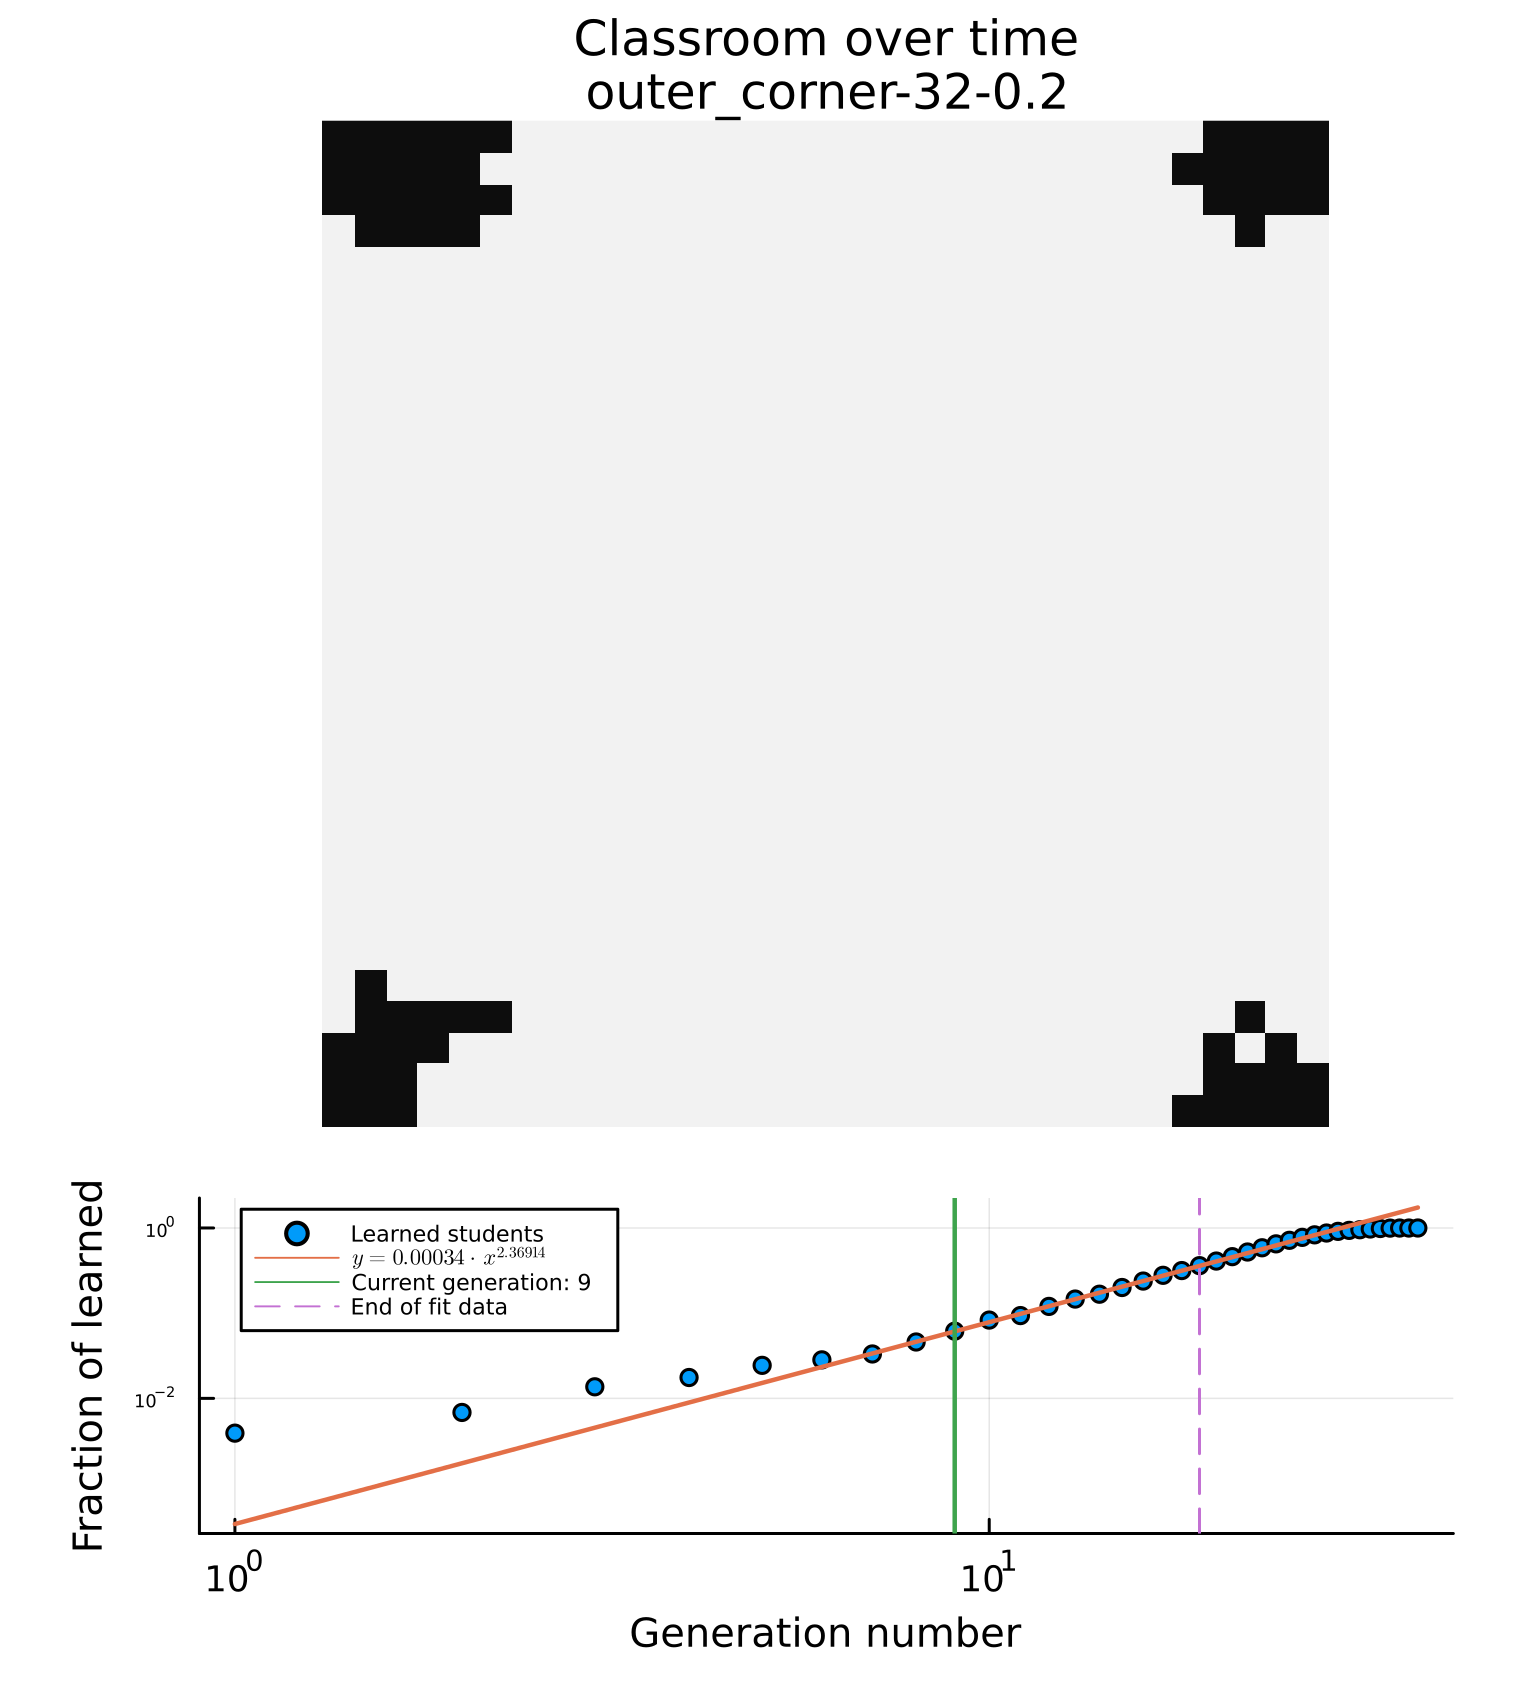 Classroom over time
outer_corner-32-0.2
Fraction of learned
10⁰
10⁻²
Learned students
y = 0.00034 · x^2.36914
Current generation: 9
End of fit data
10⁰ 10¹
Generation number